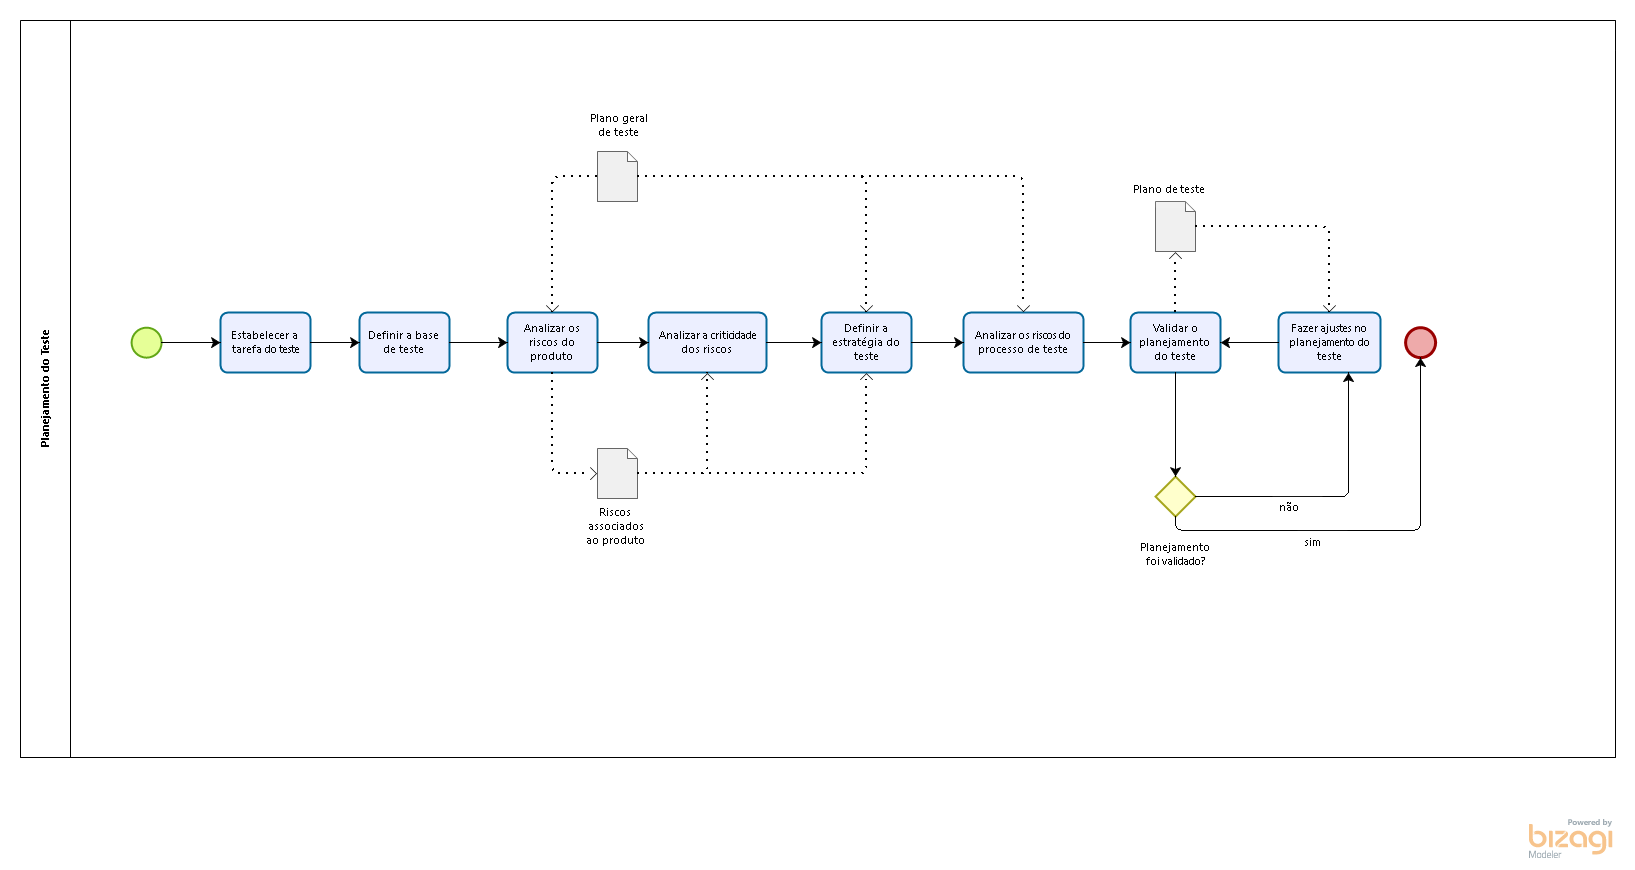 Planejamento do Teste
Plano geral
de teste
Plano de teste
Estabelecer a
tarefa do teste
Definir a base
de teste
Analizar os
riscos do
produto
Analizar a criticidade
dos riscos
Definir a
estratégia do
teste
Analizar os riscos do
processo de teste
Validar o
planejamento
do teste
Fazer ajustes no
planejamento do
teste
Riscos
associados
ao produto
não
sim
Planejamento
foi validado?
Powered by
bizagi
Modeler